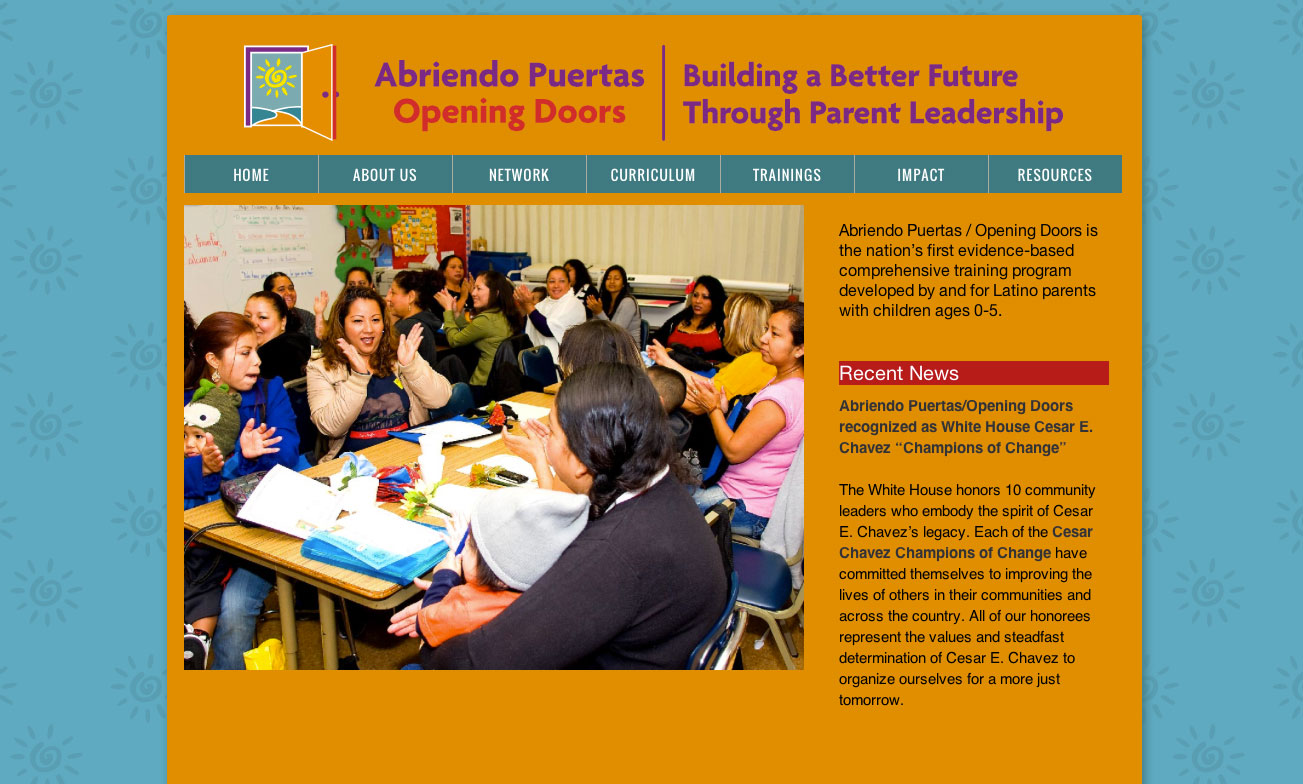 Abriendo Puertas
Opening Doors
Building a Better Future
Through Parent Leadership
HOME
ABOUT US
NETWORK
CURRICULUM
TRAININGS
IMPACT
RESOURCES
Abriendo Puertas / Opening Doors is
the nation’s first evidence-based
comprehensive training program
developed by and for Latino parents
with children ages 0-5.
Recent News
Abriendo Puertas/Opening Doors
recognized as White House Cesar E.
Chavez “Champions of Change”
The White House honors 10 community
leaders who embody the spirit of Cesar
E. Chavez’s legacy. Each of the Cesar
Chavez Champions of Change have
committed themselves to improving the
lives of others in their communities and
across the country. All of our honorees
represent the values and steadfast
determination of Cesar E. Chavez to
organize ourselves for a more just
tomorrow.